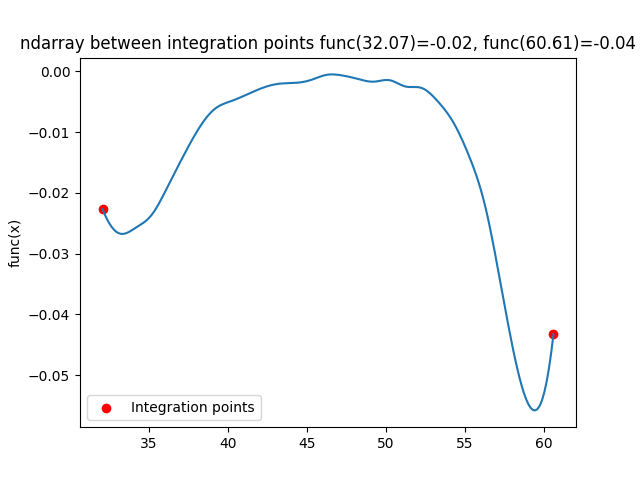 ndarray between integration points func(32.07)=-0.02, func(60.61)=-0.04
0.00
−0.01
−0.02
−0.03
−0.04
−0.05
func(x)
Integration points
35 40 45 50 55 60